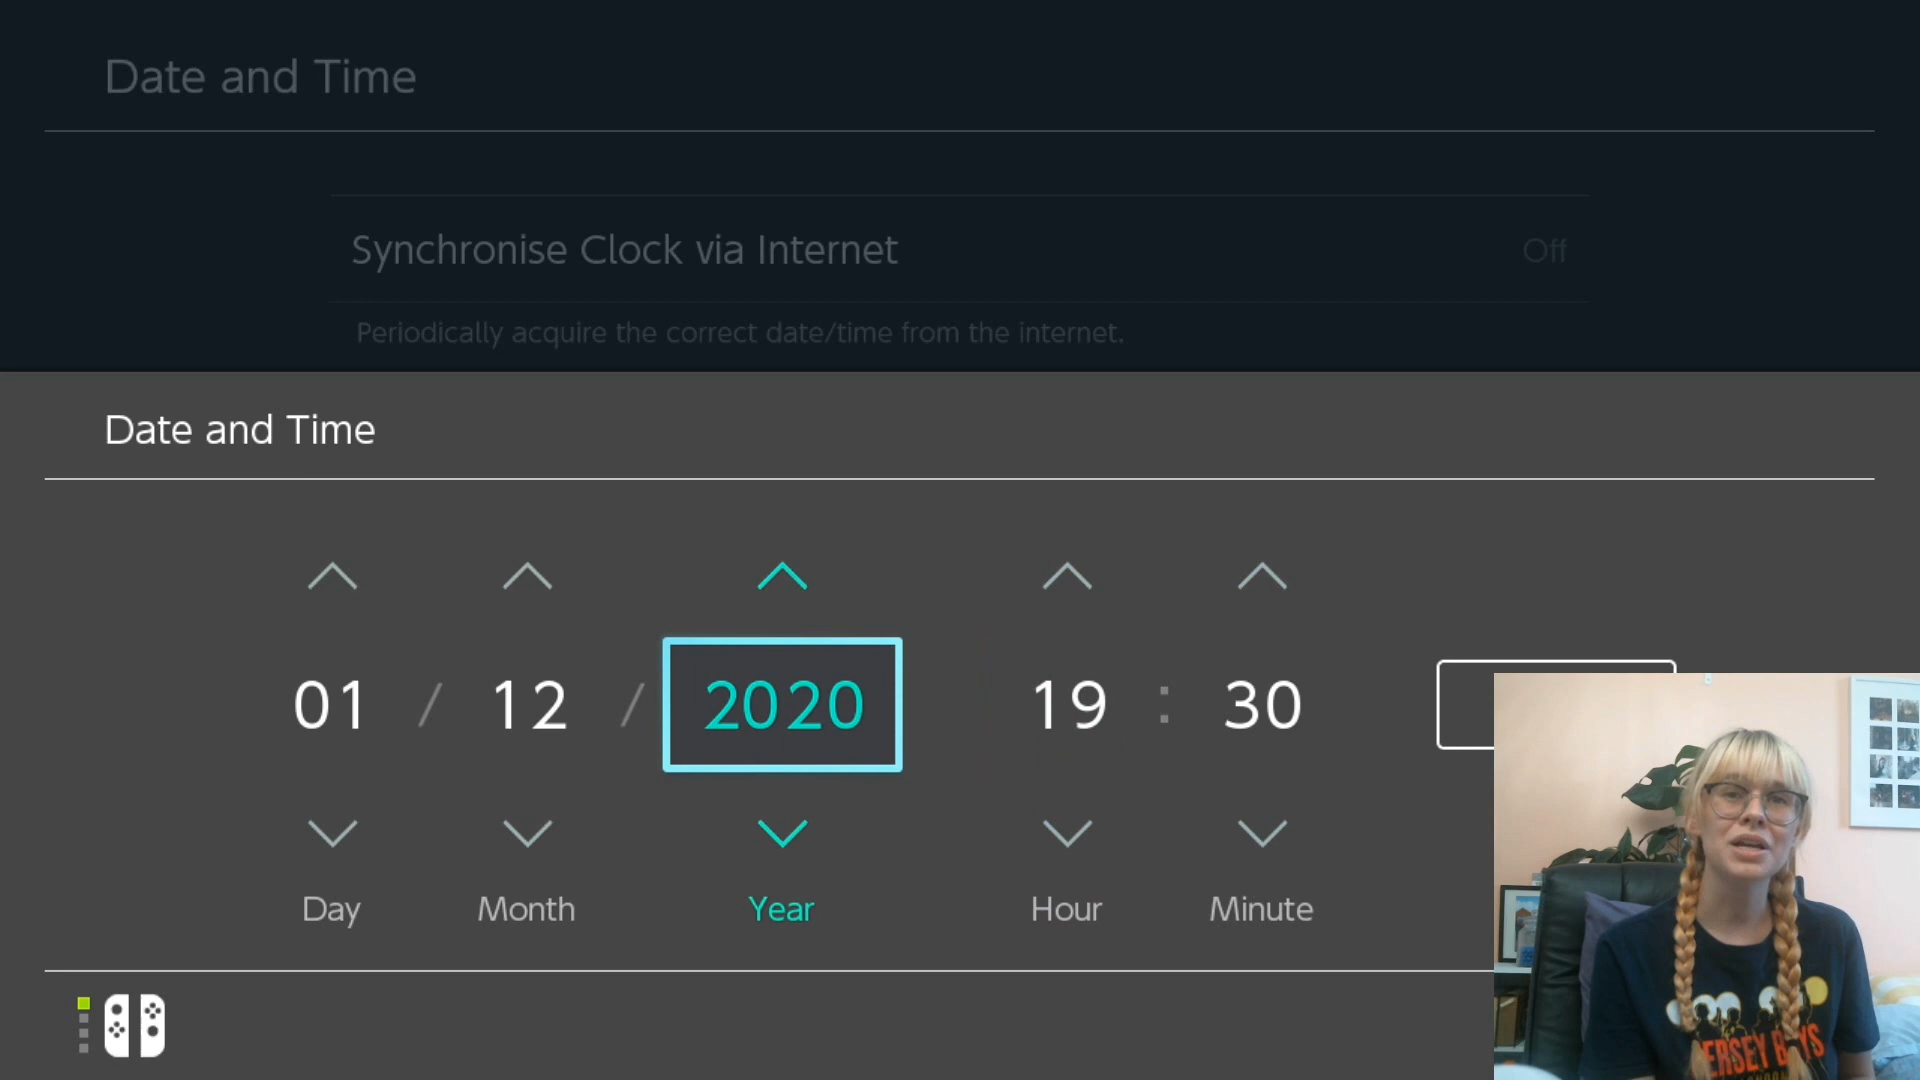 Date and Time
Synchronise Clock via Internet Off
Periodically acquire the correct date/time from the internet.
Date and Time
01 / 12 / 2020 19 : 30
Day Month Year Hour Minute